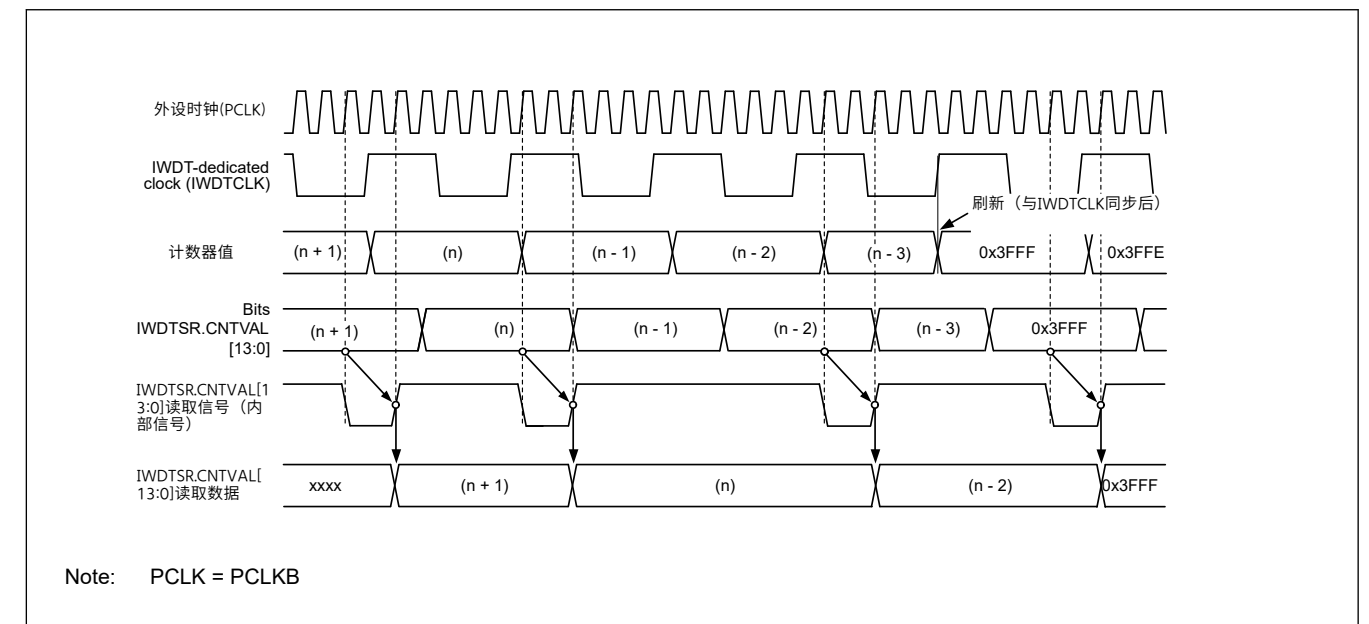 外设时钟(PCLK)
IWDT-dedicated
clock (IWDTCLK)
刷新（与IWDTCLK同步后）
计数器值
(n + 1)
(n)
(n - 1)
(n - 2)
(n - 3)
0x3FFF
0x3FFE
Bits
IWDTSR.CNTVAL
[13:0]
(n + 1)
(n)
(n - 1)
(n - 2)
(n - 3)
0x3FFF
IWDTSR.CNTVAL[1
3:0]读取信号（内
部信号）
IWDTSR.CNTVAL[
13:0]读取数据
xxxx
(n + 1)
(n)
(n - 2)
0x3FFF
Note: PCLK = PCLKB